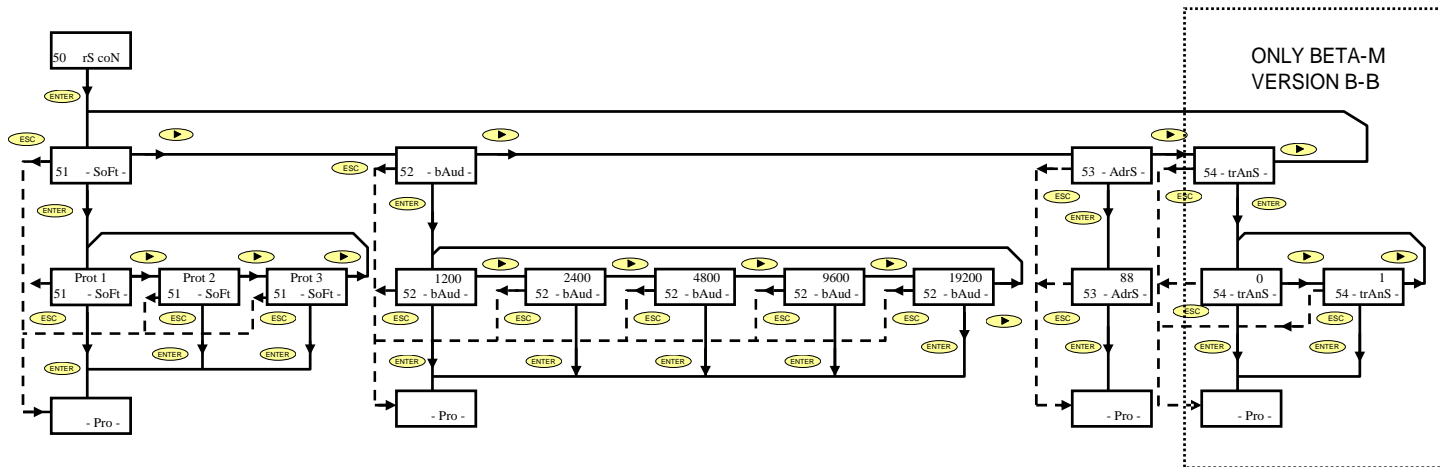 ONLY BETA-M
VERSION B-B
50 rS coN
ENTER
ESC
51 - SoFt -
ESC
52 - bAud -
53 - AdrS -
54 - trAnS -
ENTER
ENTER
ESC
ENTER
ESC
ENTER
Prot 1
51 - SoFt -
Prot 2
51 - SoFt
Prot 3
51 - SoFt -
1200
52 - bAud -
2400
52 - bAud -
4800
52 - bAud -
9600
52 - bAud -
19200
52 - bAud -
88
53 - AdrS -
0
54 - trAnS -
1
54 - trAnS -
ESC
ESC
ESC
ESC
ESC
ESC
ESC
ESC
ESC
ESC
ESC
ENTER
ENTER
ENTER
ENTER
ENTER
ENTER
ENTER
ENTER
ENTER
ENTER
ENTER
- Pro -
- Pro -
- Pro -
- Pro -